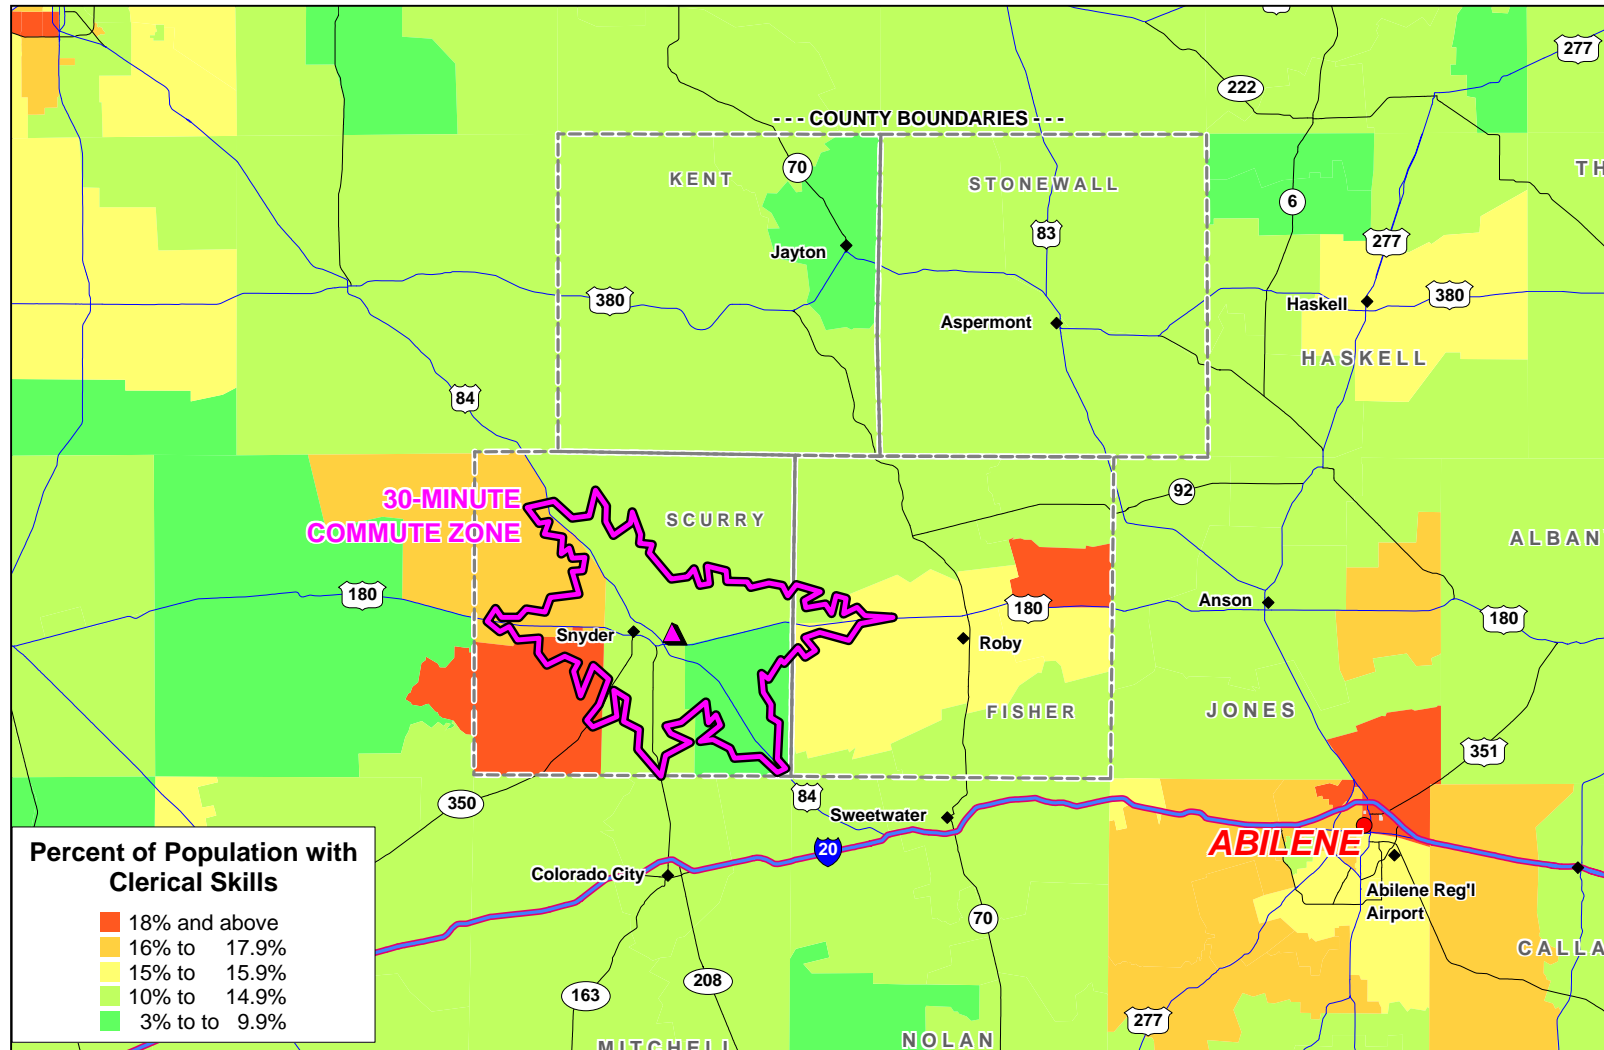 277
222
- - - COUNTY BOUNDARIES - - -
70
KENT
STONEWALL
TH
6
83
277
Jayton
380
Haskell
380
Aspermont
HASKELL
84
92
30-MINUTE
COMMUTE ZONE
SCURRY
ALBAN
180
180
Anson
180
Snyder
Roby
FISHER
JONES
351
350
84
Sweetwater
ABILENE
20
Colorado City
Abilene Reg'l
Airport
70
CALLA
208
163
277
MITCHELL
NOLAN
Percent of Population with
Clerical Skills
18% and above
16% to 17.9%
15% to 15.9%
10% to 14.9%
3% to to 9.9%